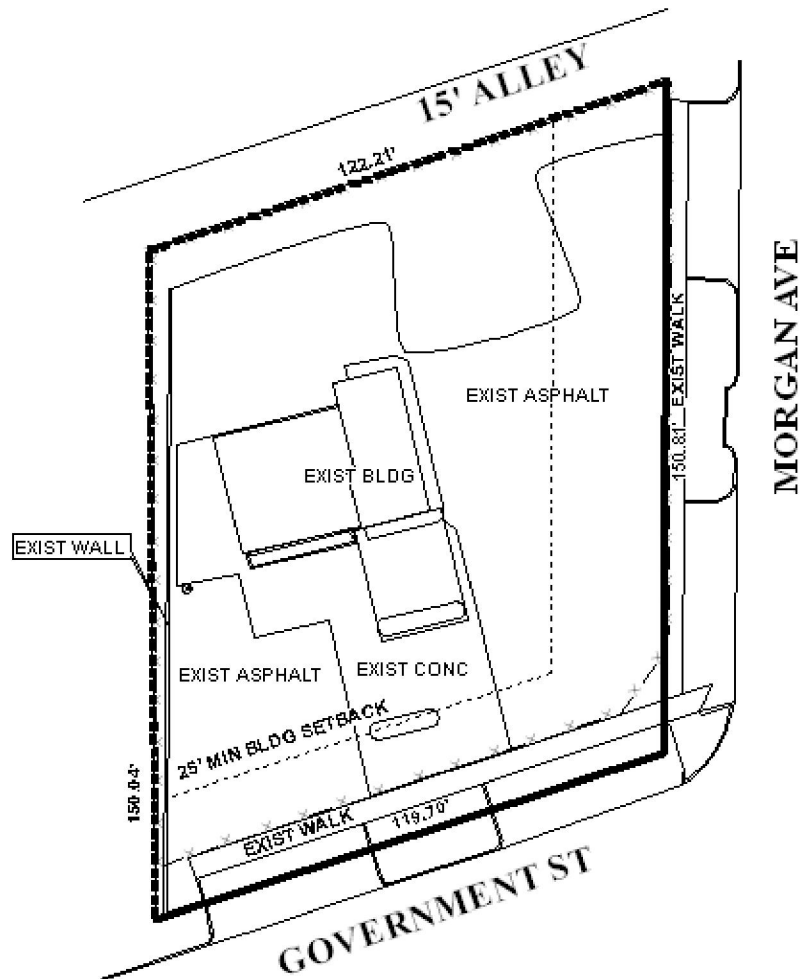 15' ALLEY
122.21'
MORGAN AVE
EXIST WALK
150.81'
EXIST ASPHALT
EXIST BLDG
EXIST WALL
EXIST ASPHALT
EXIST CONC
25' MIN BLDG SETBACK
150.04'
EXIST WALK
119.70'
GOVERNMENT ST